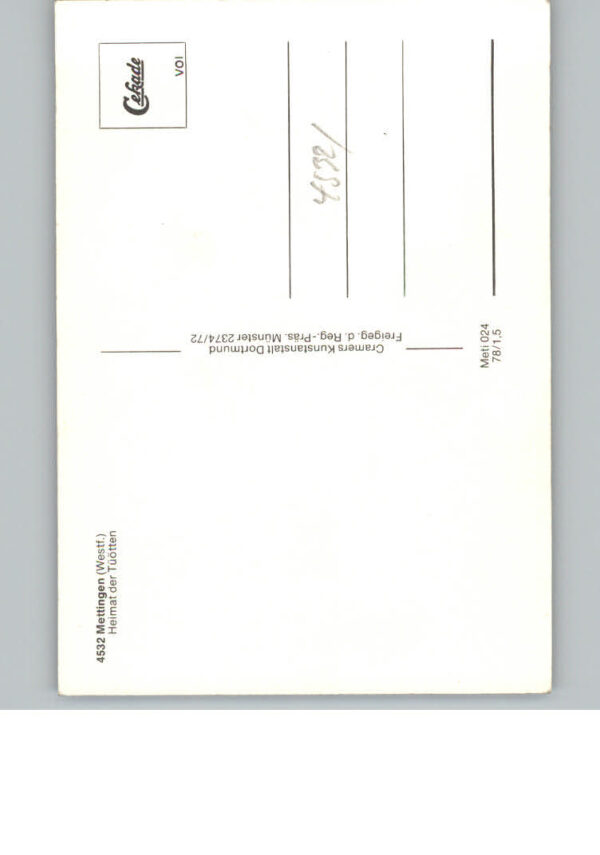 4532 Mettingen (Westf.)
Heimat der Tüötten
Cramers Kunstanstalt Dortmund
Freigeg. d. Reg.-Präs. Münster 2374/72
Cekade
VOI
4532/
Meti 024
78/1,5